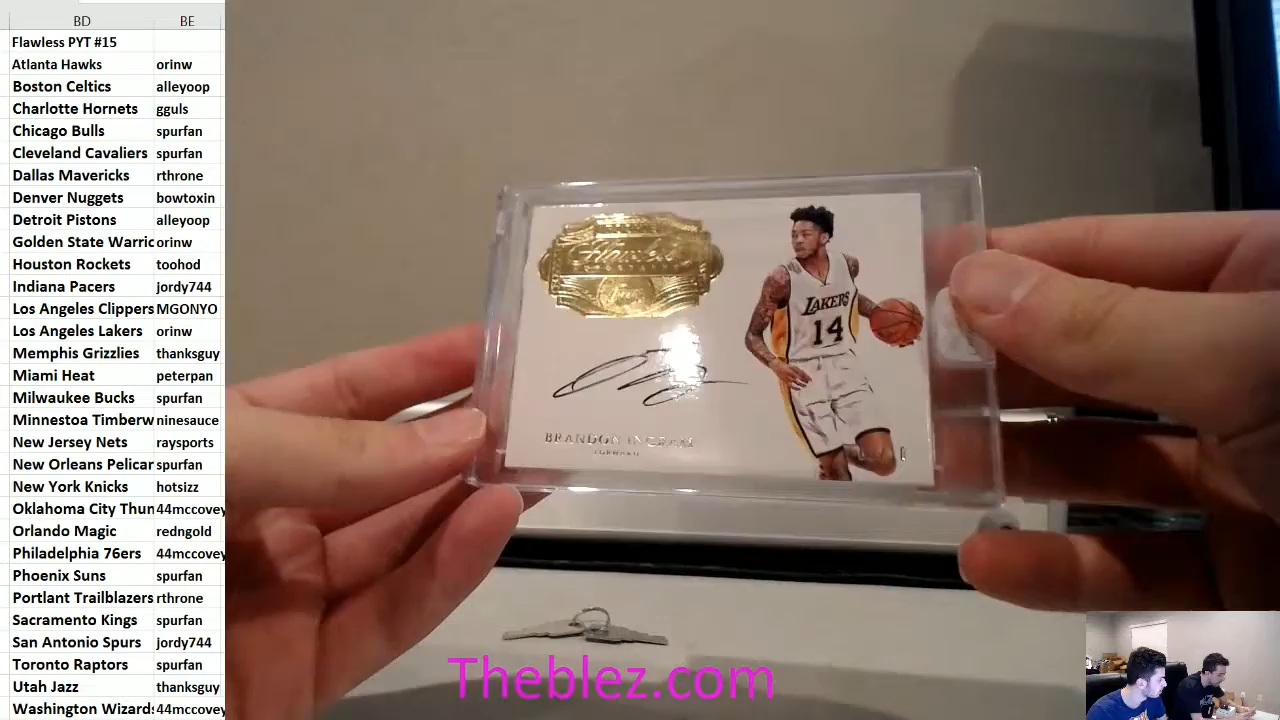 BD BE
Flawless PYT #15
Atlanta Hawks orinw
Boston Celtics alleyoop
Charlotte Hornets gguls
Chicago Bulls spurfan
Cleveland Cavaliers spurfan
Dallas Mavericks rthrone
Denver Nuggets bowtoxin
Detroit Pistons alleyoop
Golden State Warric orinw
Houston Rockets toohod
Indiana Pacers jordy744
Los Angeles Clippers MGONYO
Los Angeles Lakers orinw
Memphis Grizzlies thanksguy
Miami Heat peterpan
Milwaukee Bucks spurfan
Minnestoa Timberw ninesauce
New Jersey Nets raysports
New Orleans Pelicar spurfan
New York Knicks hotsizz
Oklahoma City Thun 44mccovey
Orlando Magic redngold
Philadelphia 76ers 44mccovey
Phoenix Suns spurfan
Portlant Trailblazers rthrone
Sacramento Kings spurfan
San Antonio Spurs jordy744
Toronto Raptors spurfan
Utah Jazz thanksguy
Washington Wizards 44mccovey
Flawless
LAKERS
14
BRANDON INGRAM
FORWARD
Theblez.com